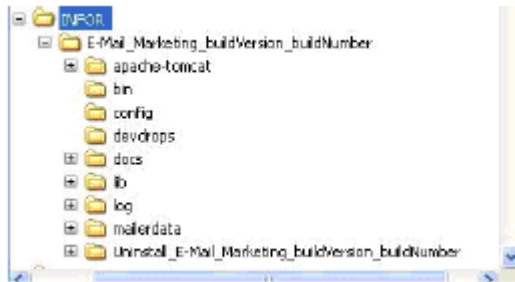 INFOR
E-Mail_Marketing_buildVersion_buildNumber
apache-tomcat
bin
config
devdrops
docs
lib
log
mailerdata
Uninstall_E-Mail_Marketing_buildVersion_buildNumber